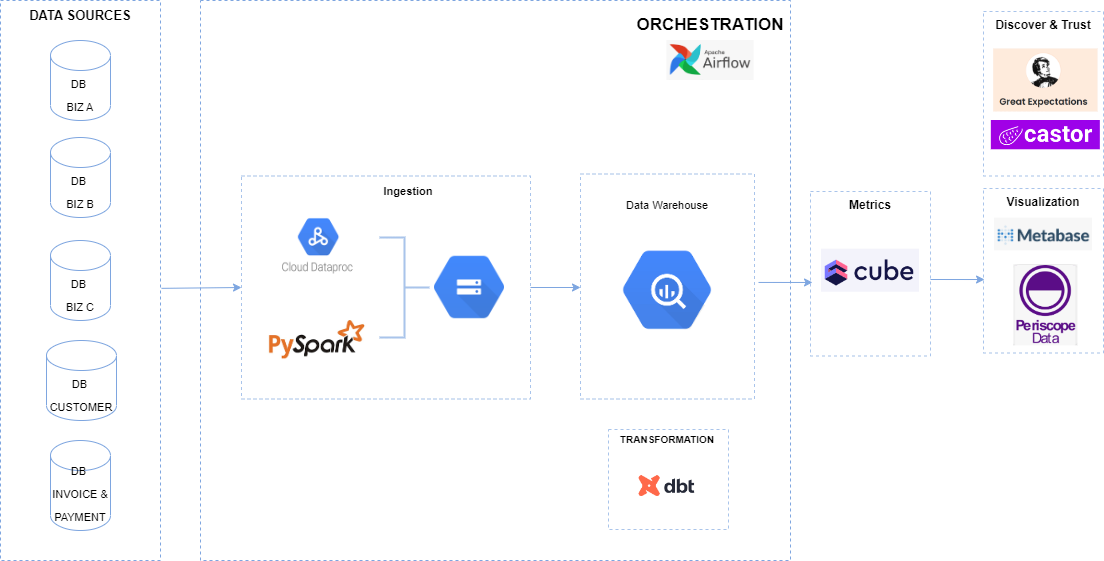 DATA SOURCES
DB
BIZ A
DB
BIZ B
DB
BIZ C
DB
CUSTOMER
DB
INVOICE &
PAYMENT
ORCHESTRATION
Apache
Airflow
Ingestion
Cloud Dataproc
PySpark
Data Warehouse
TRANSFORMATION
dbt
Metrics
cube
Discover & Trust
Great Expectations
castor
Visualization
Metabase
Periscope
Data